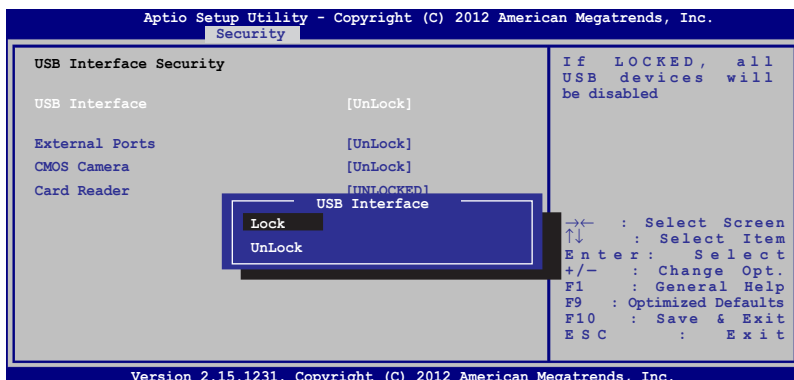 Aptio Setup Utility - Copyright (C) 2012 American Megatrends, Inc.
Security
USB Interface Security
USB Interface [UnLock]
External Ports [UnLock]
CMOS Camera [UnLock]
Card Reader [UNLOCKED]
USB Interface
Lock
UnLock
If LOCKED, all
USB devices will
be disabled
→← : Select Screen
↑↓ : Select Item
Enter: Select
+/— : Change Opt.
F1 : General Help
F9 : Optimized Defaults
F10 : Save & Exit
ESC : Exit
Version 2.15.1231. Copyright (C) 2012 American Megatrends, Inc.